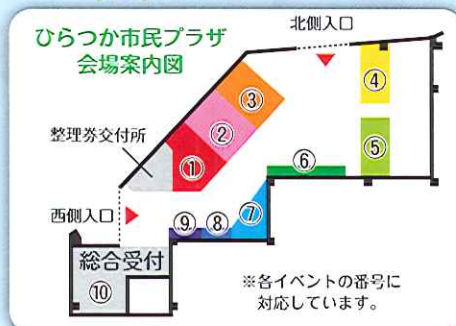 ひらつか市民プラザ
会場案内図
北側入口
③
④
②
整理券交付所
①
⑤
⑥
西側入口
⑨
⑧
⑦
総合受付
⑩
※各イベントの番号に
対応しています。